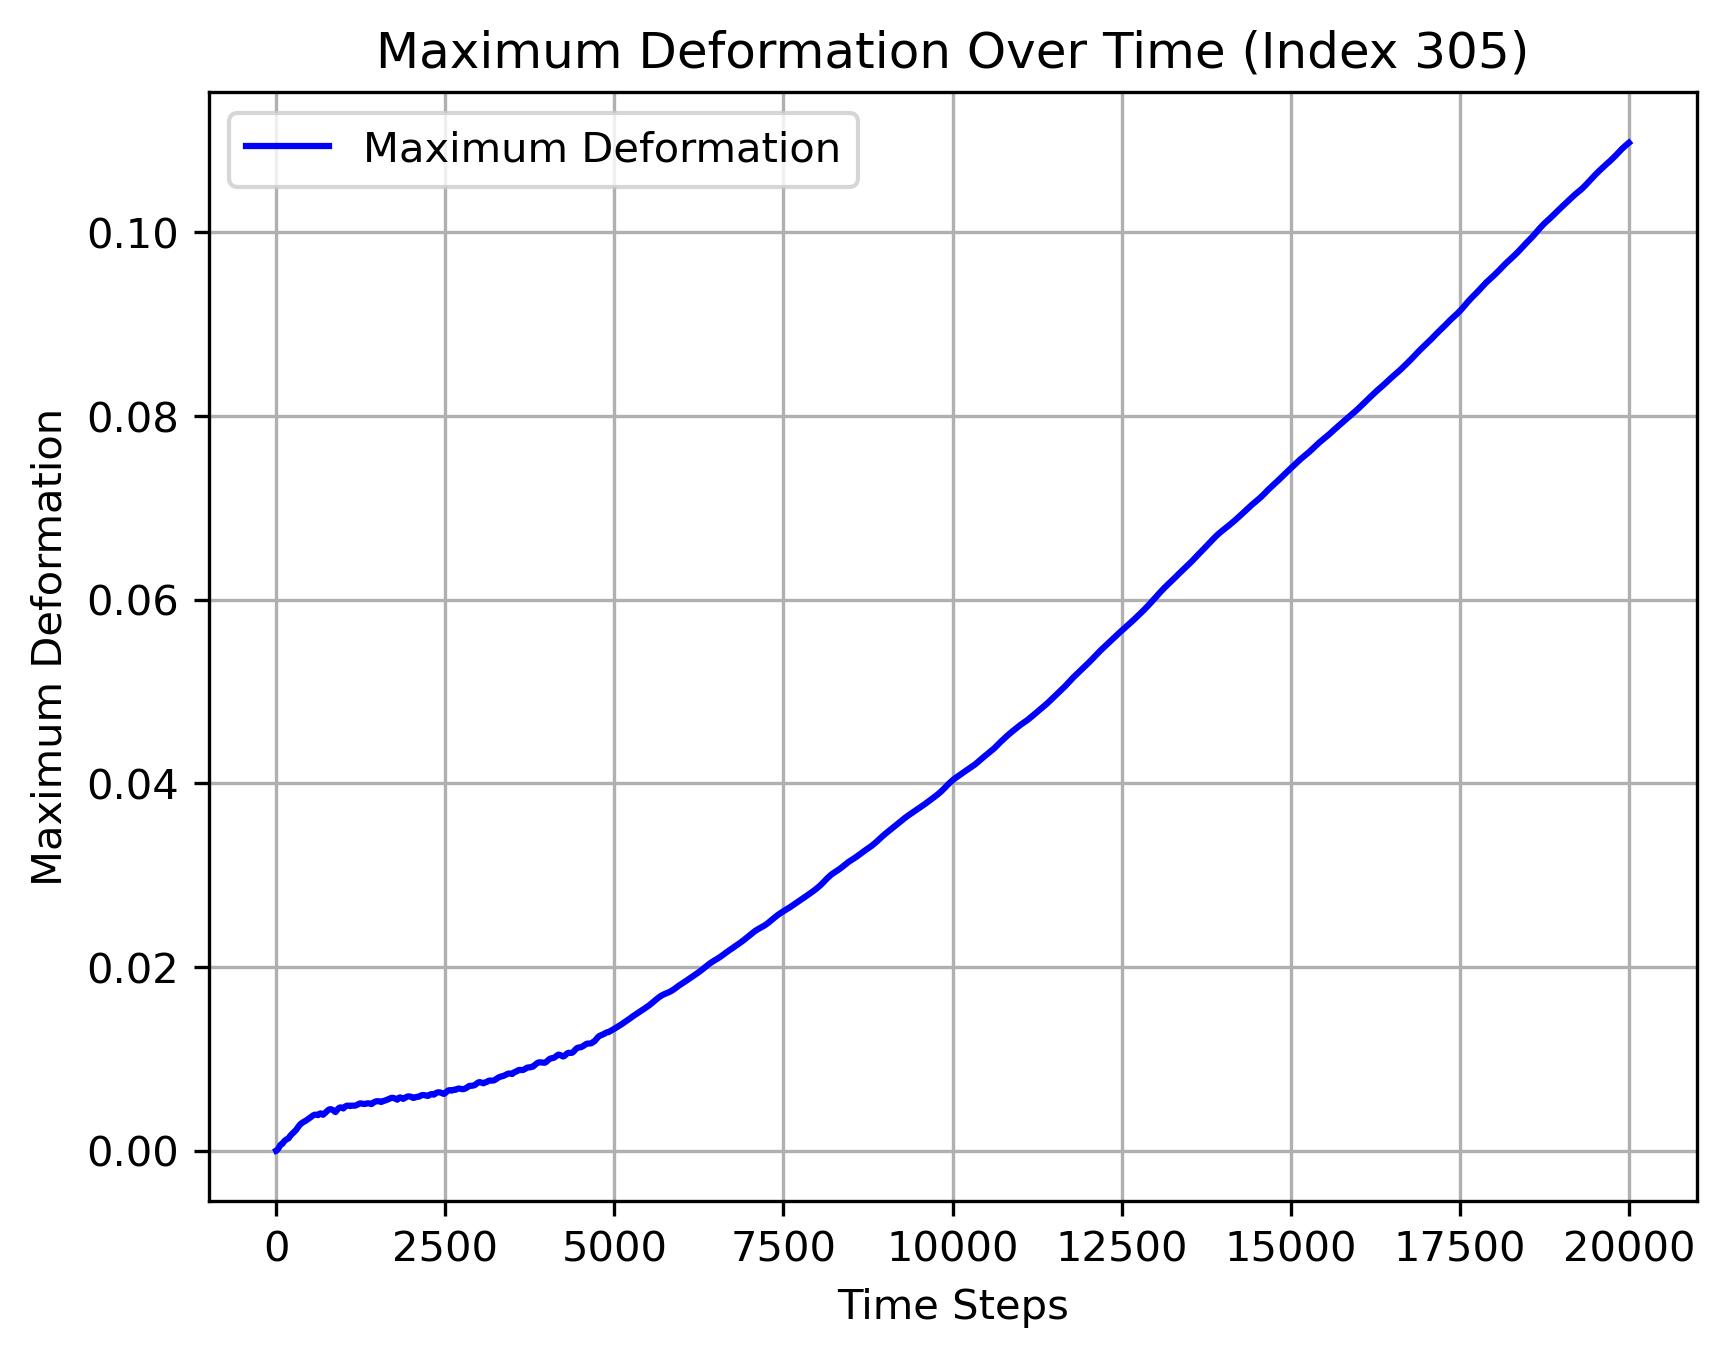 Maximum Deformation Over Time (Index 305)
Maximum Deformation
0.10
0.08
0.06
0.04
0.02
0.00
Maximum Deformation
0 2500 5000 7500 10000 12500 15000 17500 20000
Time Steps